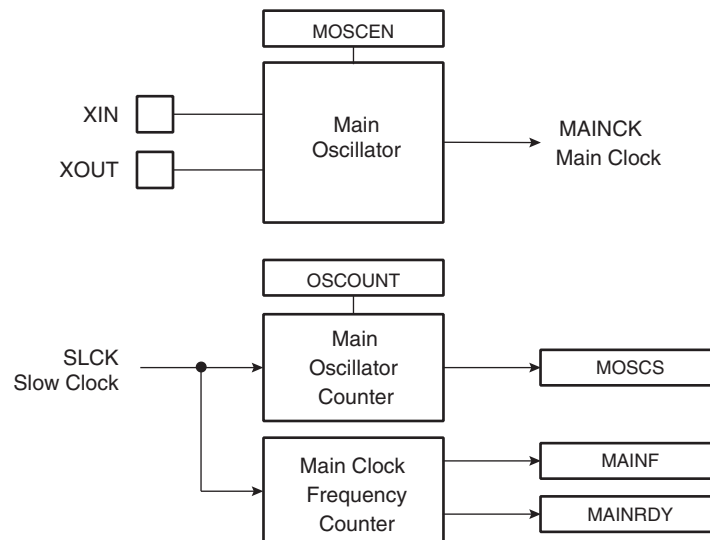 MOSCEN
XIN
XOUT
Main
Oscillator
MAINCK
Main Clock
OSCOUNT
SLCK
Slow Clock
Main
Oscillator
Counter
MOSCS
Main Clock
Frequency
Counter
MAINF
MAINRDY